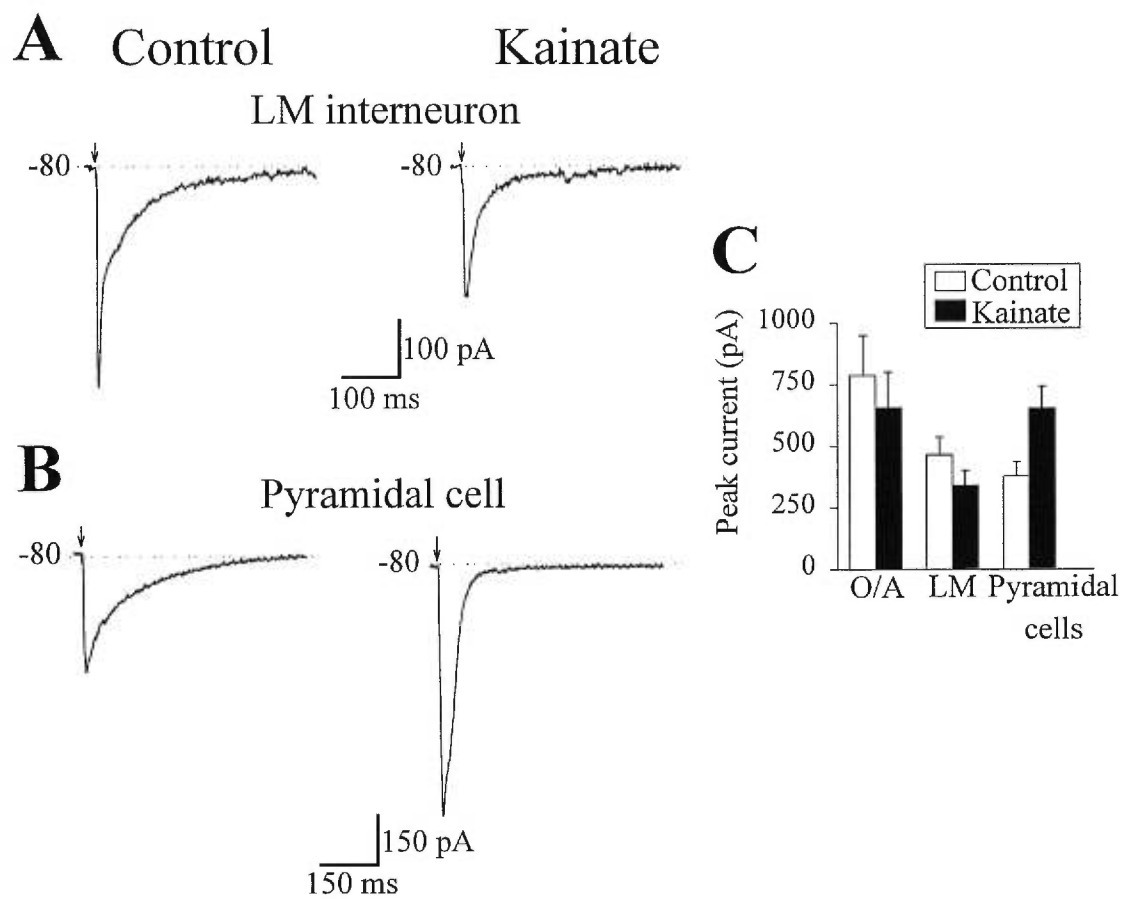 A
Control
Kainate
LM interneuron
-80
-80
100 pA
100 ms
B
Pyramidal cell
-80
-80
150 pA
150 ms
C
Control
Kainate
Peak current (pA)
1000
750
500
250
0
O/A LM Pyramidal
cells